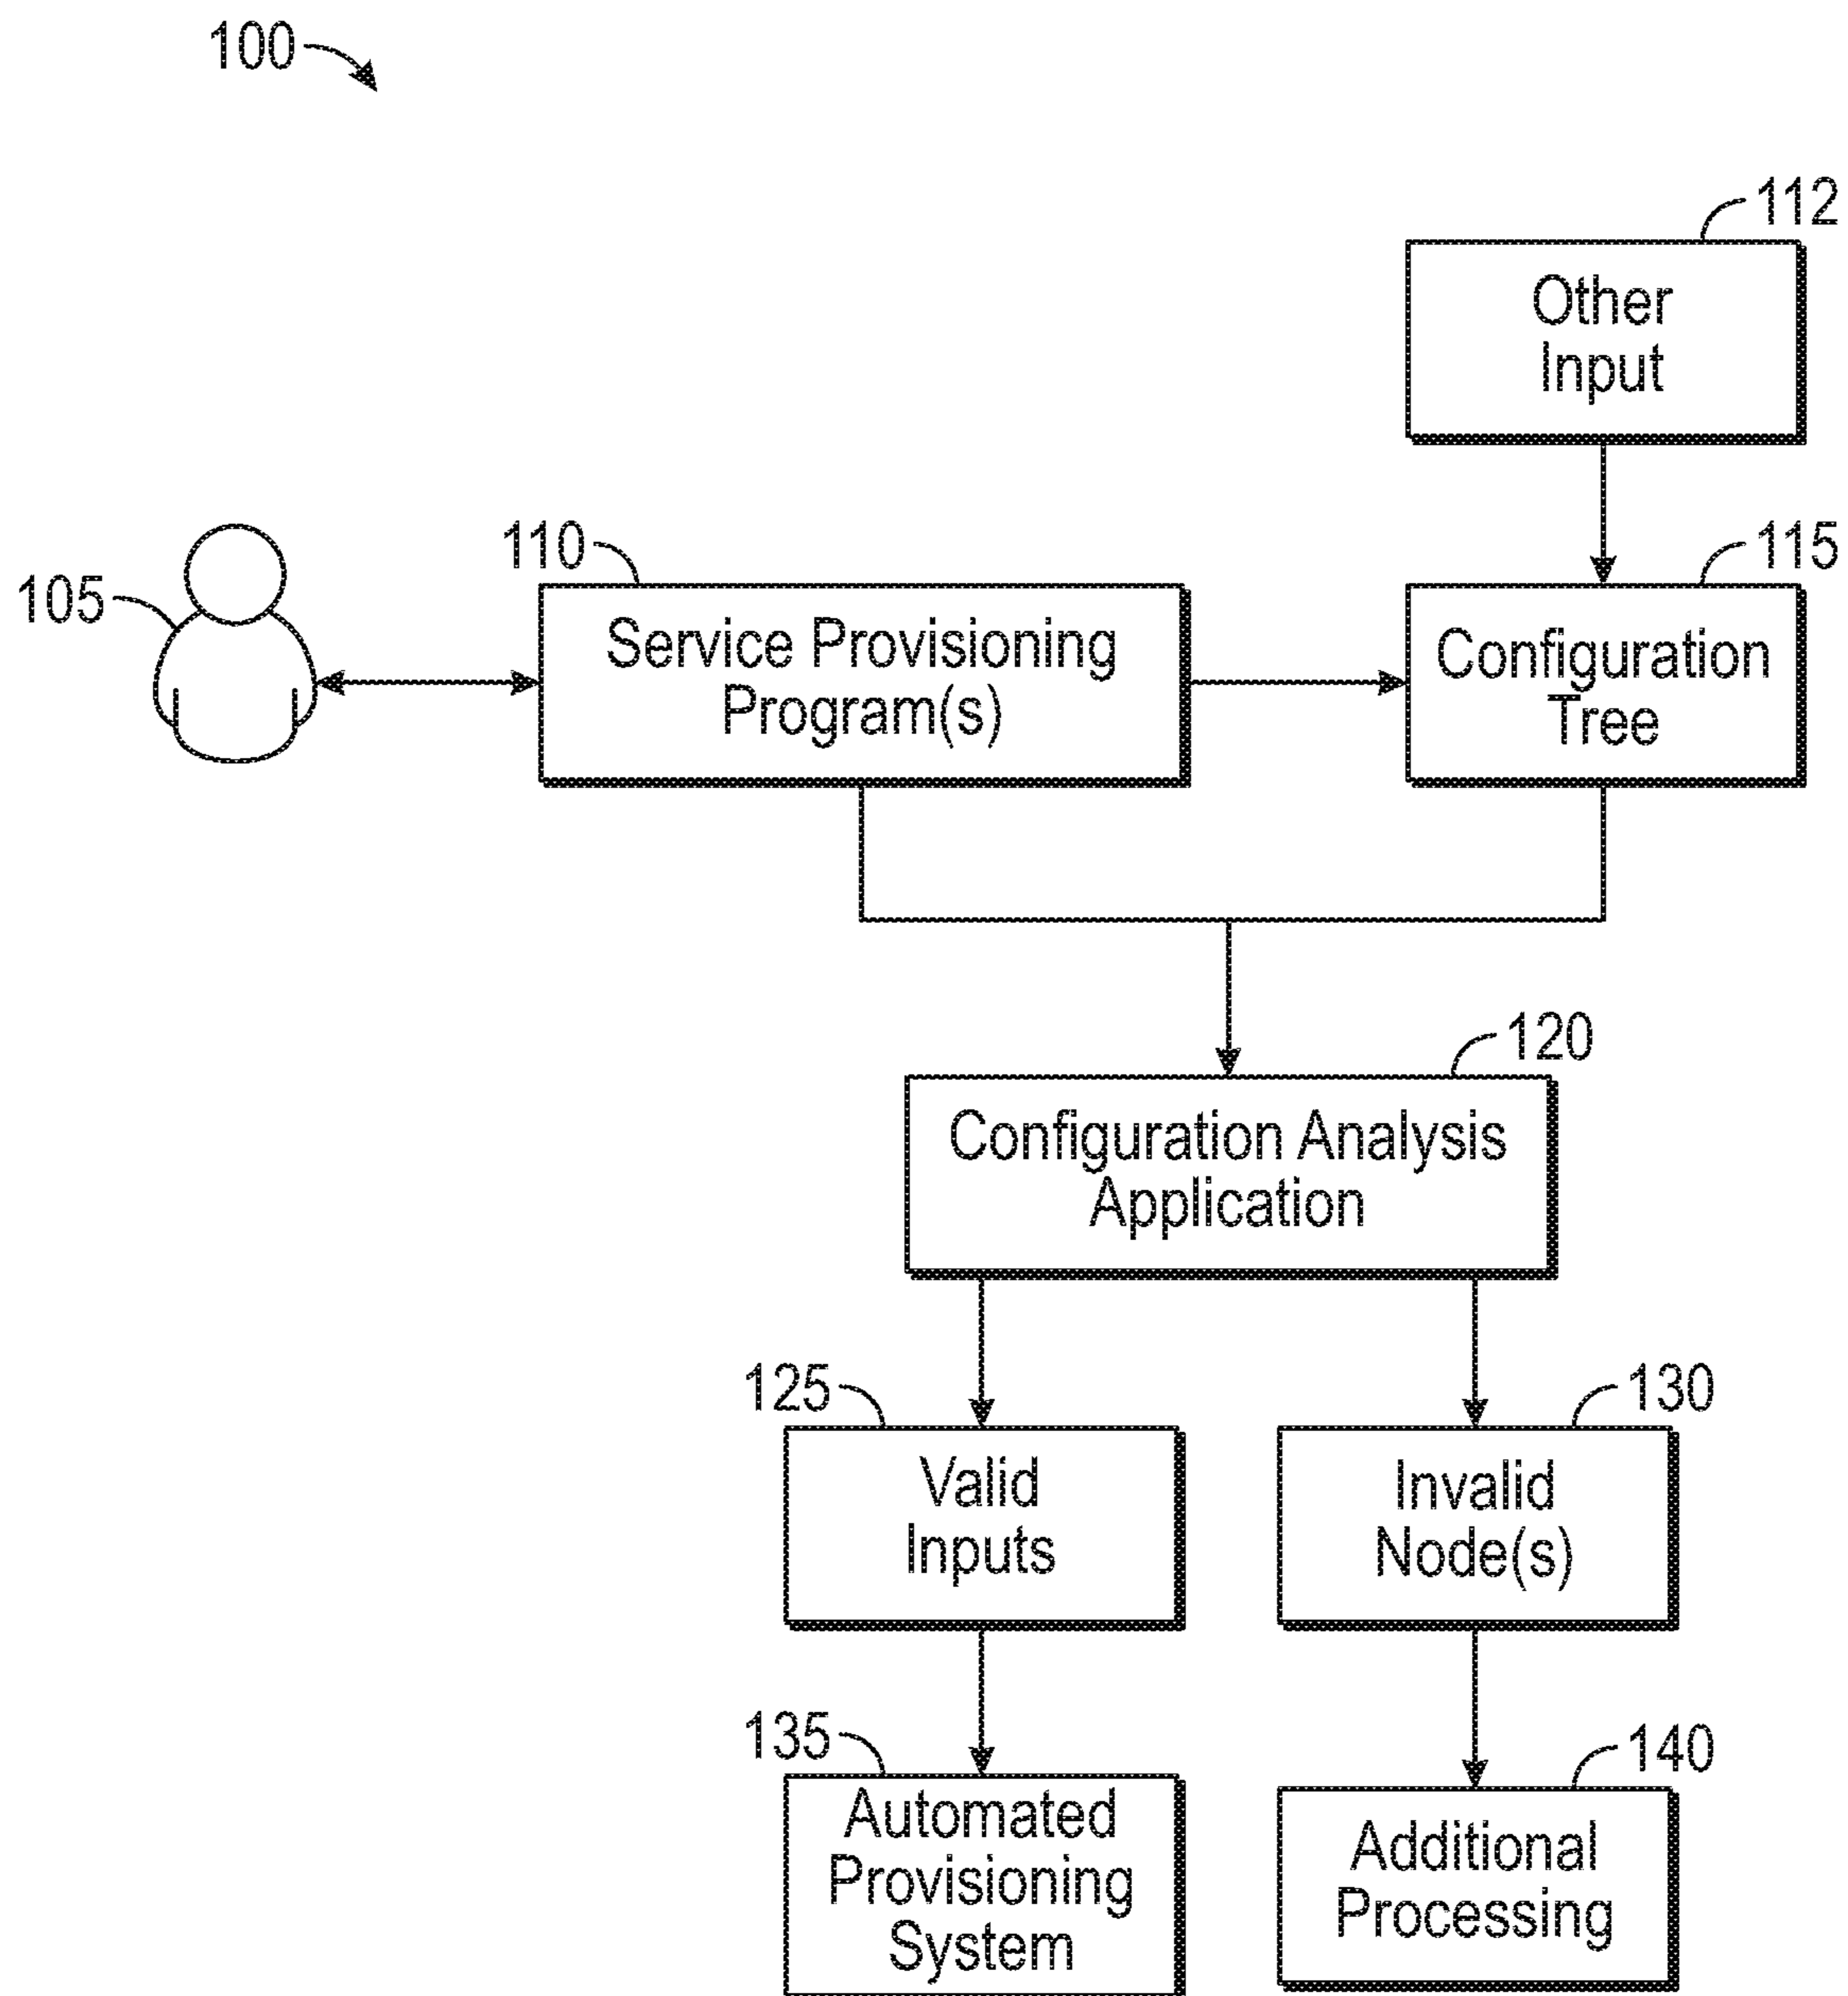 100
112
Other
Input
105
110
Service Provisioning
Program(s)
115
Configuration
Tree
120
Configuration Analysis
Application
125
Valid
Inputs
130
Invalid
Node(s)
135
Automated
Provisioning
System
140
Additional
Processing